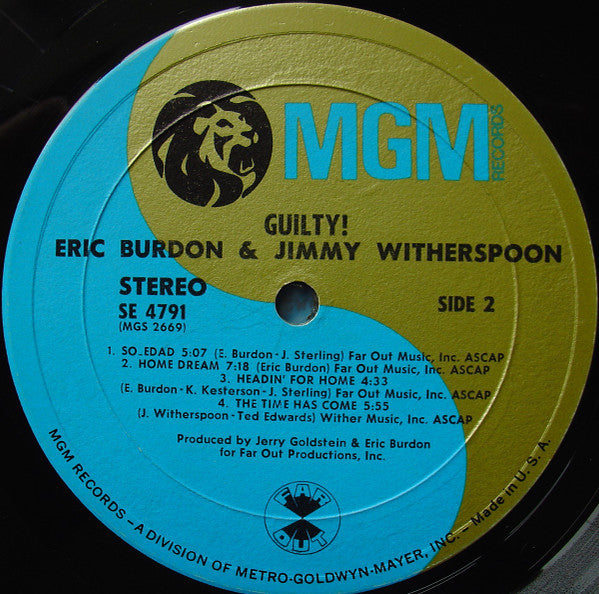 MGM
RECORDS
GUILTY!
ERIC BURDON & JIMMY WITHERSPOON
STEREO
SE 4791
(MGS 2669)
SIDE 2
1. SO_EDAD 5:07 (E. Burdon-J. Sterling) Far Out Music, Inc. ASCAP
2. HOME DREAM 7:18 (Eric Burdon) Far Out Music, Inc. ASCAP
3. HEADIN' FOR HOME 4:33
(E. Burdon-K. Kesterson-J. Sterling) Far Out Music, Inc. ASCAP
4. THE TIME HAS COME 5:55
(J. Witherspoon-Ted Edwards) Wither Music, Inc. ASCAP
Produced by Jerry Goldstein & Eric Burdon
for Far Out Productions, Inc.
FAR
OUT
MGM RECORDS – A DIVISION OF METRO-GOLDWYN-MAYER, INC. – Made in U. S. A.